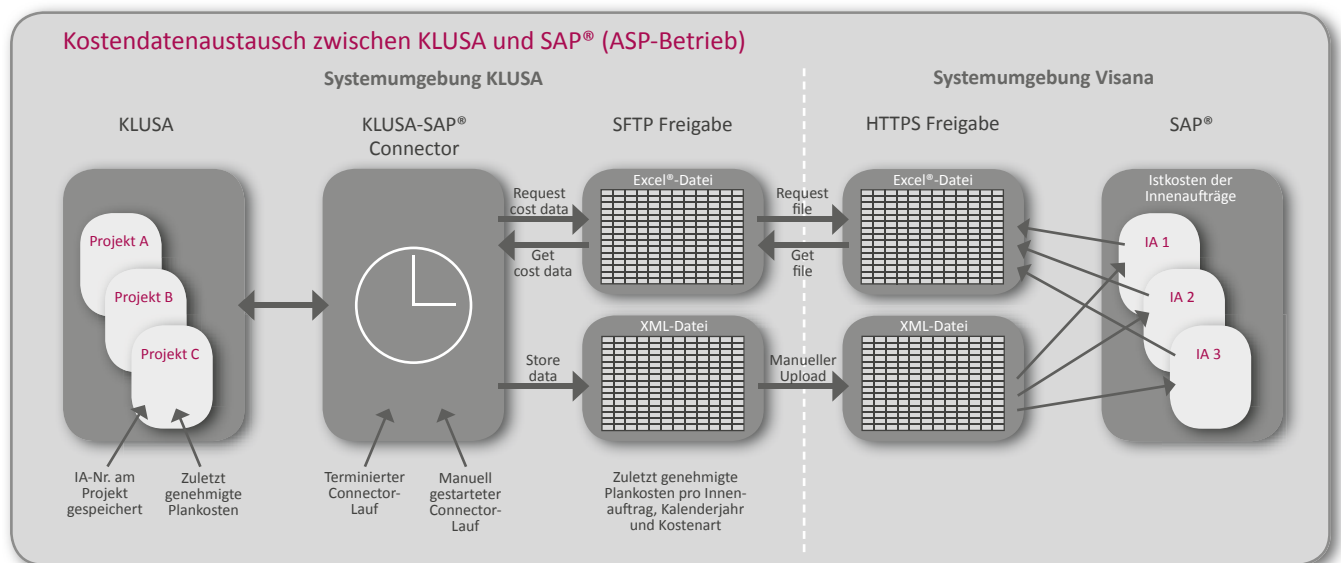 Kostendatenaustausch zwischen KLUSA und SAP® (ASP-Betrieb)
Systemumgebung KLUSA
Systemumgebung Visana
KLUSA
KLUSA-SAP®
Connector
SFTP Freigabe
HTTPS Freigabe
SAP®
Projekt A
Projekt B
Projekt C
Request
cost data
Get
cost data
Store
data
Excel®-Datei
XML-Datei
Request
file
Get
file
Manueller
Upload
Excel®-Datei
XML-Datei
Istkosten der
Innenaufträge
IA 1
IA 2
IA 3
IA-Nr. am
Projekt
gespeichert
Zuletzt
genehmigte
Plankosten
Terminierter
Connector-
Lauf
Manuell
gestarteter
Connector-
Lauf
Zuletzt genehmigte
Plankosten pro Innen-
auftrag, Kalenderjahr
und Kostenart